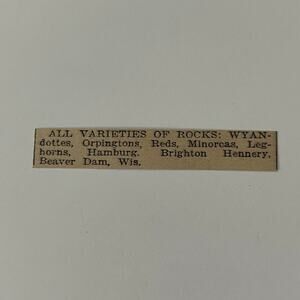 ALL VARIETIES OF ROCKS: WYAN-
dottes, Orpingtons, Reds, Minorcas, Leg-
horns, Hamburg. Brighton Hennery,
Beaver Dam, Wis.